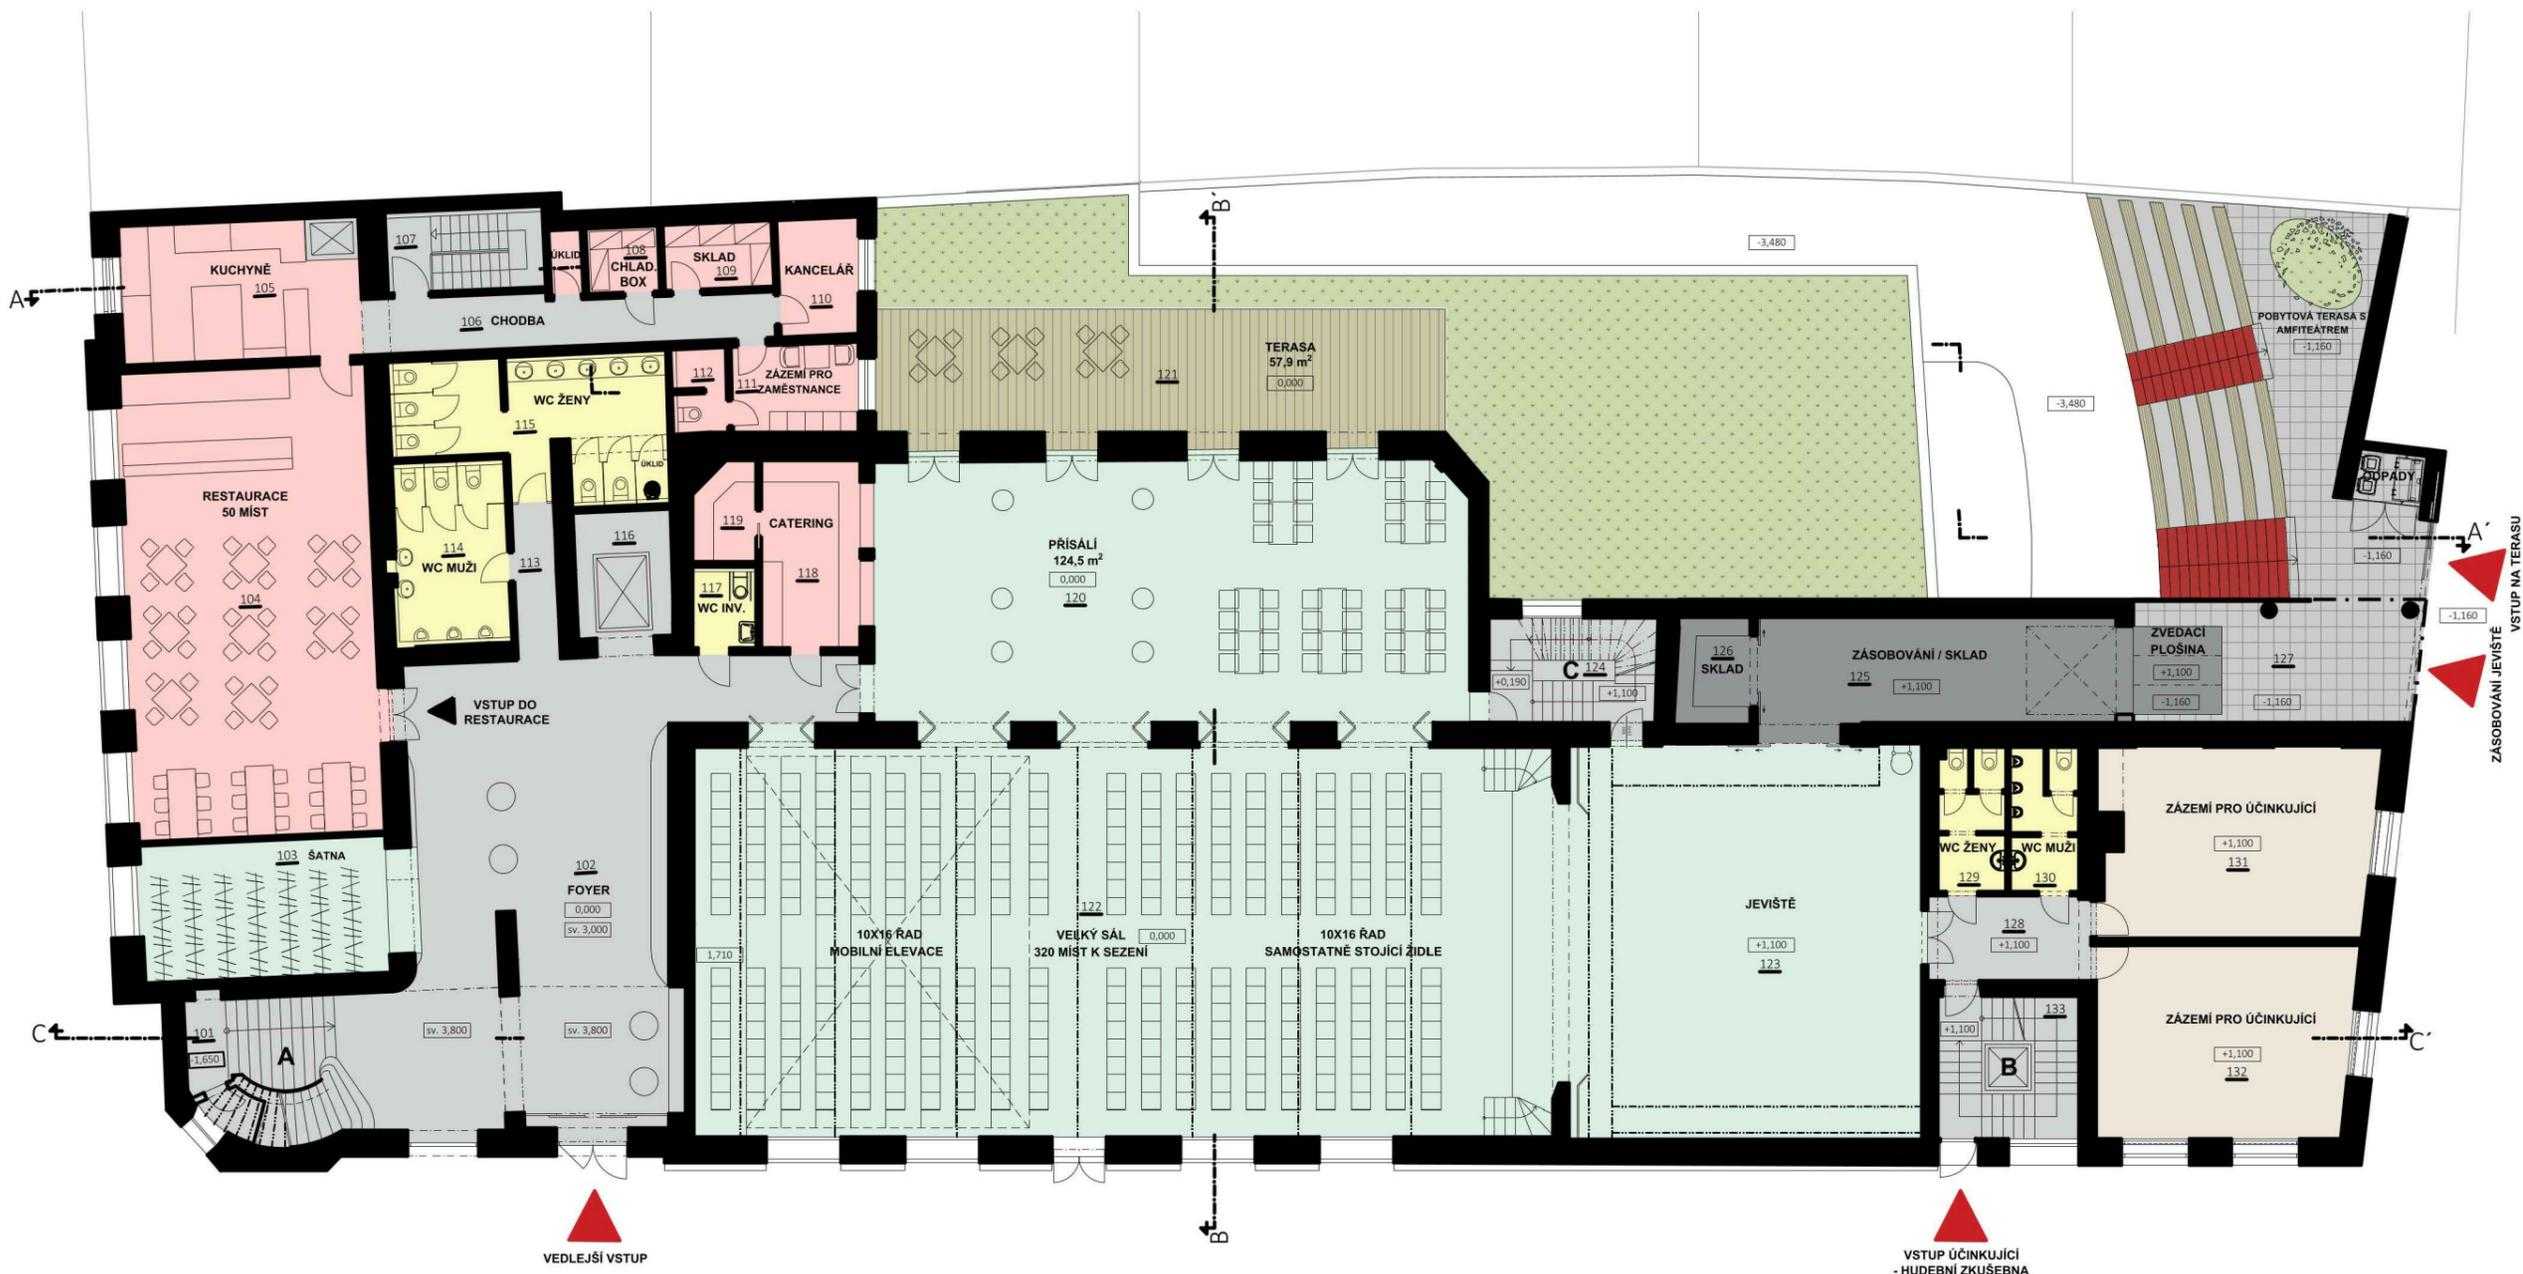 B`
-3,480
107
ÚKLID
108
CHLAD.
BOX
SKLAD
109
KANCELÁŘ
110
KUCHYNĚ
105
A
106 CHODBA
POBYTOVÁ TERASA S
AMFITEÁTREM
-1,160
TERASA
57,9 m²
0,000
121
112
111
ZÁZEMÍ PRO
ZAMĚSTNANCE
WC ŽENY
115
-3,480
ÚKLID
ODPADY
RESTAURACE
50 MÍST
119
CATERING
116
A´
-1,160
PŘÍSÁLÍ
124,5 m²
0,000
120
114
WC MUŽI
113
118
117
WC INV.
104
VSTUP NA TERASU
-1,160
ZVEDACÍ
PLOŠINA
+1,100
-1,160
127
-1,160
126
SKLAD
ZÁSOBOVÁNÍ / SKLAD
125
+1,100
C 124
+0,190
+1,100
ZÁSOBOVÁNÍ JEVIŠTĚ
VSTUP DO
RESTAURACE
ZÁZEMÍ PRO ÚČINKUJÍCÍ
+1,100
131
WC ŽENY
129
WC MUŽI
130
103 ŠATNA
102
FOYER
0,000
sv. 3,000
122
10X16 ŘAD
MOBILNÍ ELEVACE
VELKÝ SÁL
320 MÍST K SEZENÍ
0,000
10X16 ŘAD
SAMOSTATNĚ STOJÍCÍ ŽIDLE
1,710
JEVIŠTĚ
+1,100
123
128
+1,100
133
+1,100
B
ZÁZEMÍ PRO ÚČINKUJÍCÍ
+1,100
132
C
101
-1,650
A
sv. 3,800
sv. 3,800
C´
B
VEDLEJŠÍ VSTUP
VSTUP ÚČINKUJÍCÍ
- HUDEBNÍ ZKUŠEBNA